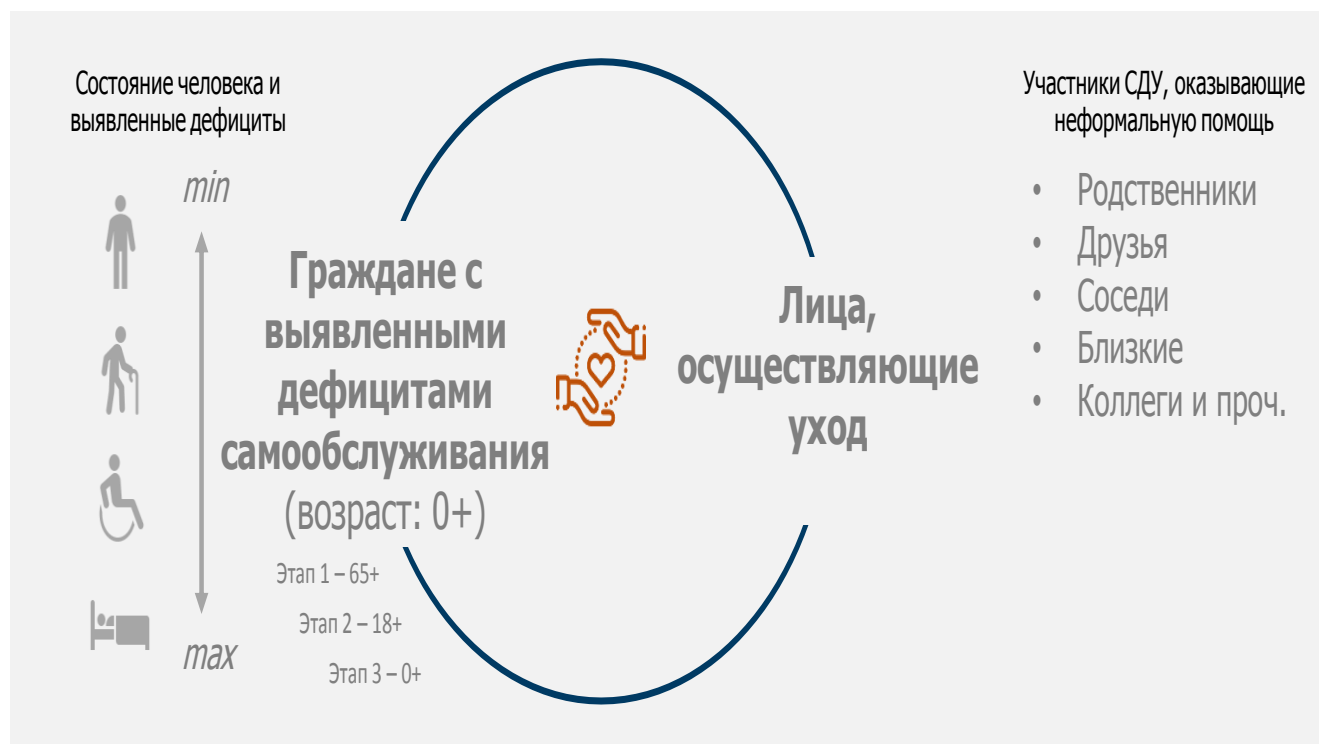 Состояние человека и
выявленные дефициты
min
max
Граждане с
выявленными
дефицитами
самообслуживания
(возраст: 0+)
Этап 1 – 65+
Этап 2 – 18+
Этап 3 – 0+
Лица,
осуществляющие
уход
Участники СДУ, оказывающие
неформальную помощь
• Родственники
• Друзья
• Соседи
• Близкие
• Коллеги и проч.